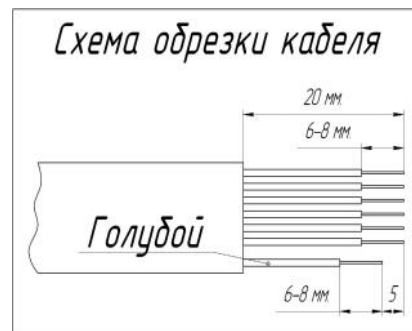 Схема обрезки кабеля
20 мм.
6-8 мм.
Голубой
6-8 мм.
5